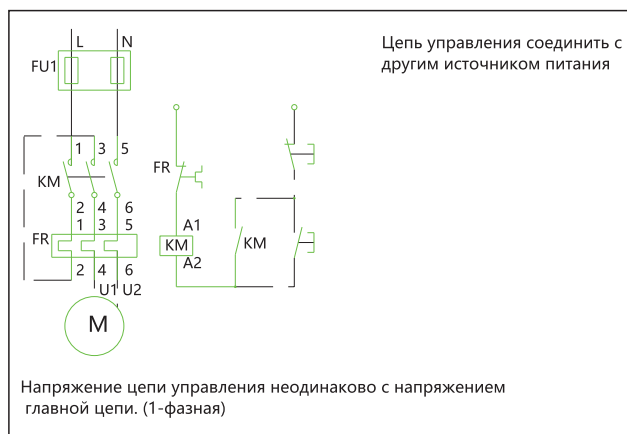 L N
FU1
Цепь управления соединить с
другим источником питания
1 3 5
KM
2 4 6
1 3 5
FR
2 4 6
U1 U2
M
FR
A1
KM
A2
KM
Напряжение цепи управления неодинаково с напряжением
главной цепи. (1-фазная)